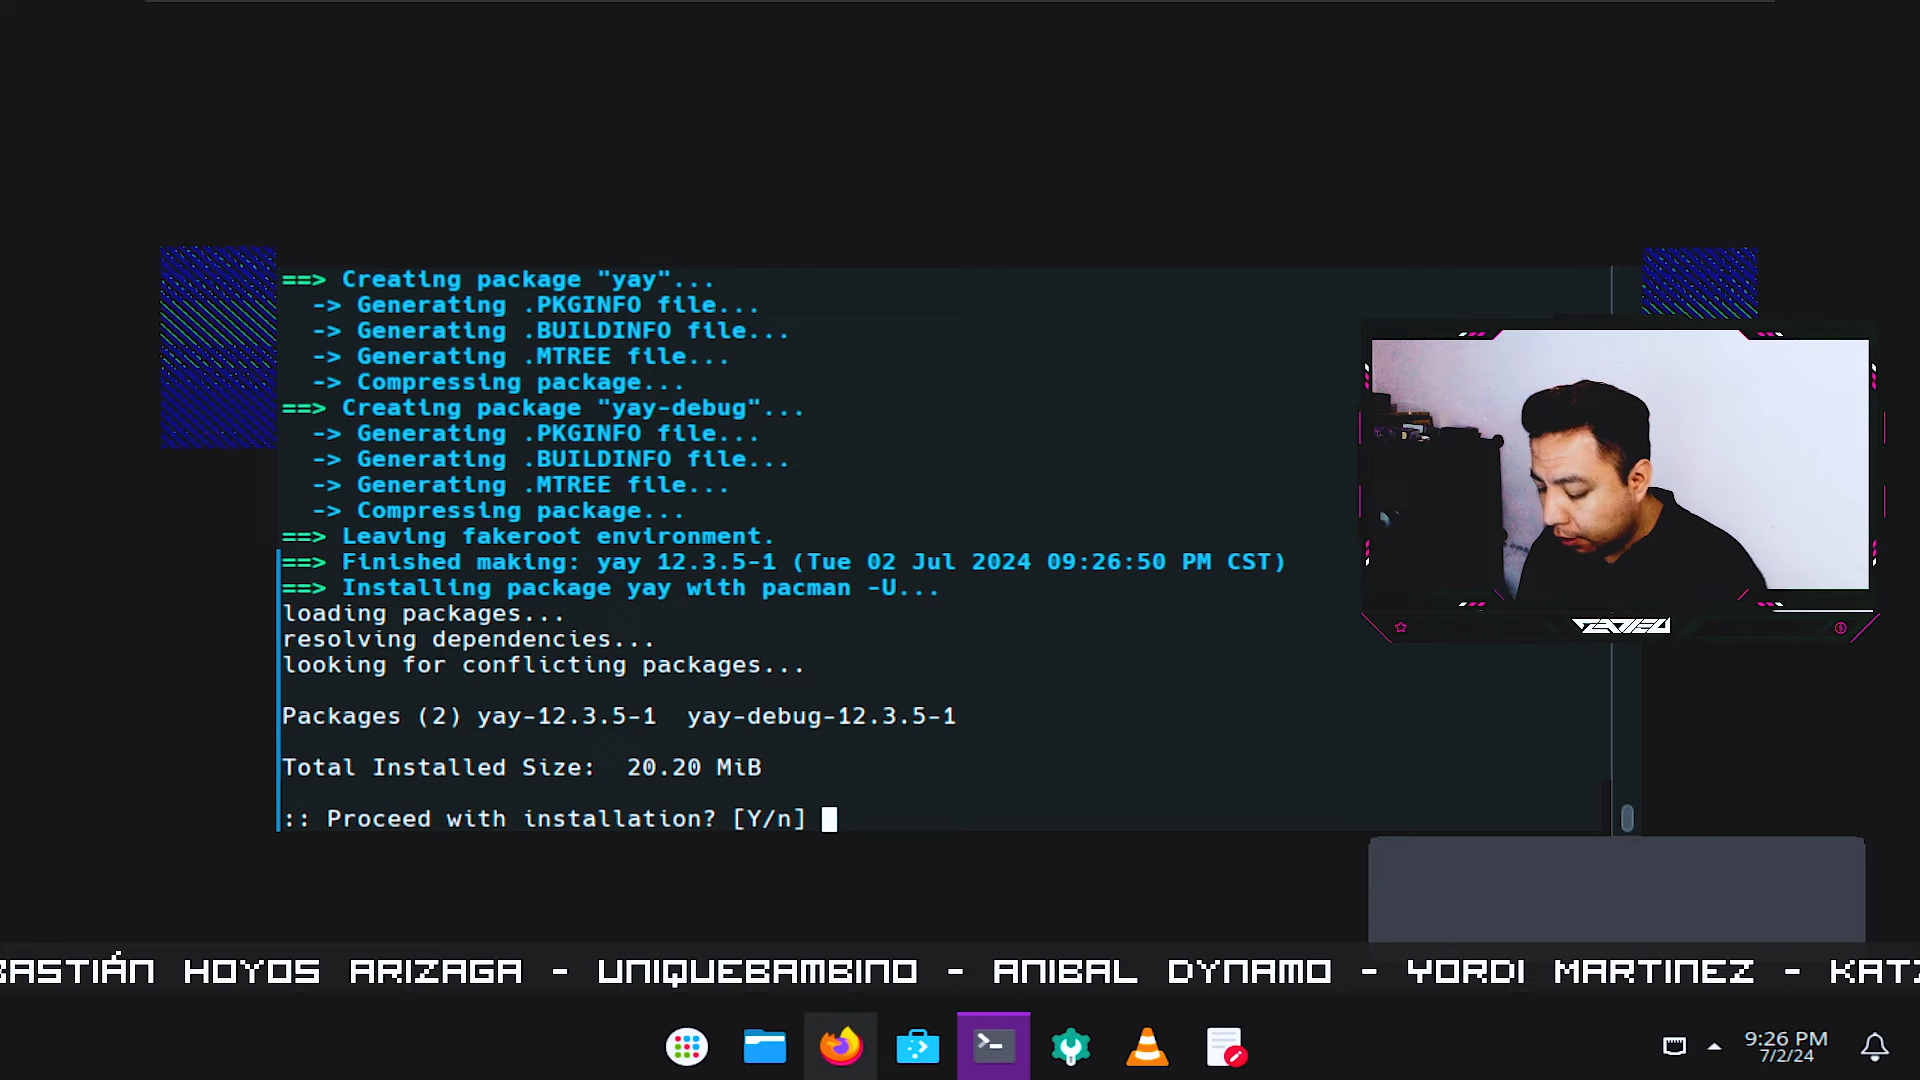 ==> Creating package "yay"...
  -> Generating .PKGINFO file...
  -> Generating .BUILDINFO file...
  -> Generating .MTREE file...
  -> Compressing package...
==> Creating package "yay-debug"...
  -> Generating .PKGINFO file...
  -> Generating .BUILDINFO file...
  -> Generating .MTREE file...
  -> Compressing package...
==> Leaving fakeroot environment.
==> Finished making: yay 12.3.5-1 (Tue 02 Jul 2024 09:26:50 PM CST)
==> Installing package yay with pacman -U...
loading packages...
resolving dependencies...
looking for conflicting packages...
Packages (2) yay-12.3.5-1  yay-debug-12.3.5-1
Total Installed Size:  20.20 MiB
:: Proceed with installation? [Y/n]
BASTIÁN HOYOS ARIZAGA - UNIQUEBAMBINO - ANIBAL DYNAMO - YORDI MARTINEZ -
9:26 PM
7/2/24